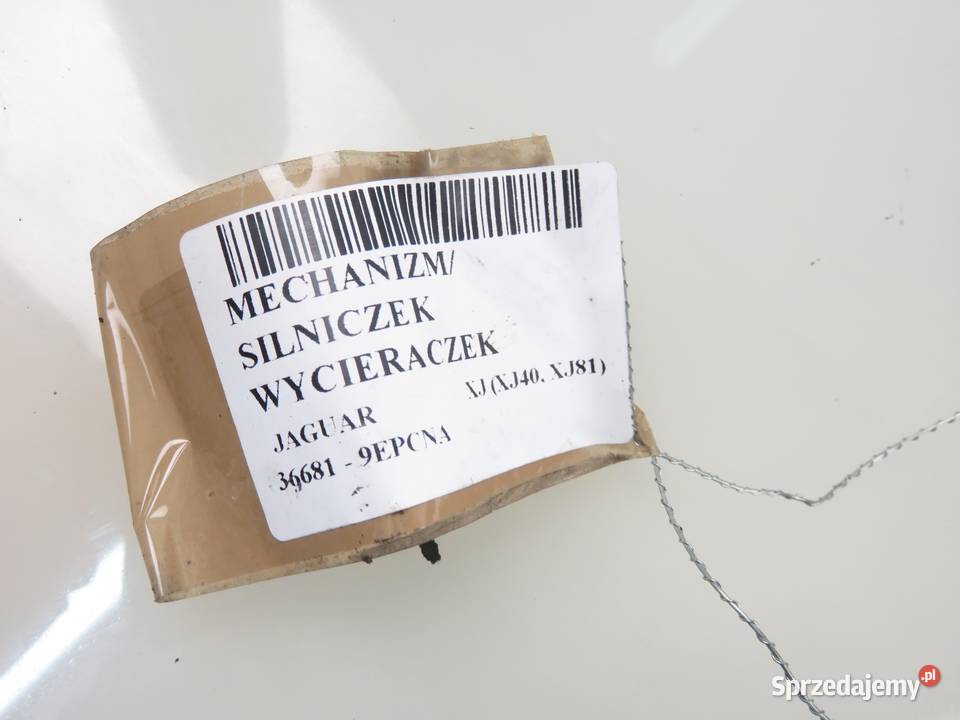 MECHANIZM/
SILNICZEK
WYCIERACZEK
JAGUAR XJ (XJ40, XJ81)
36681 - 9EPCNA
Sprzedajemy.pl